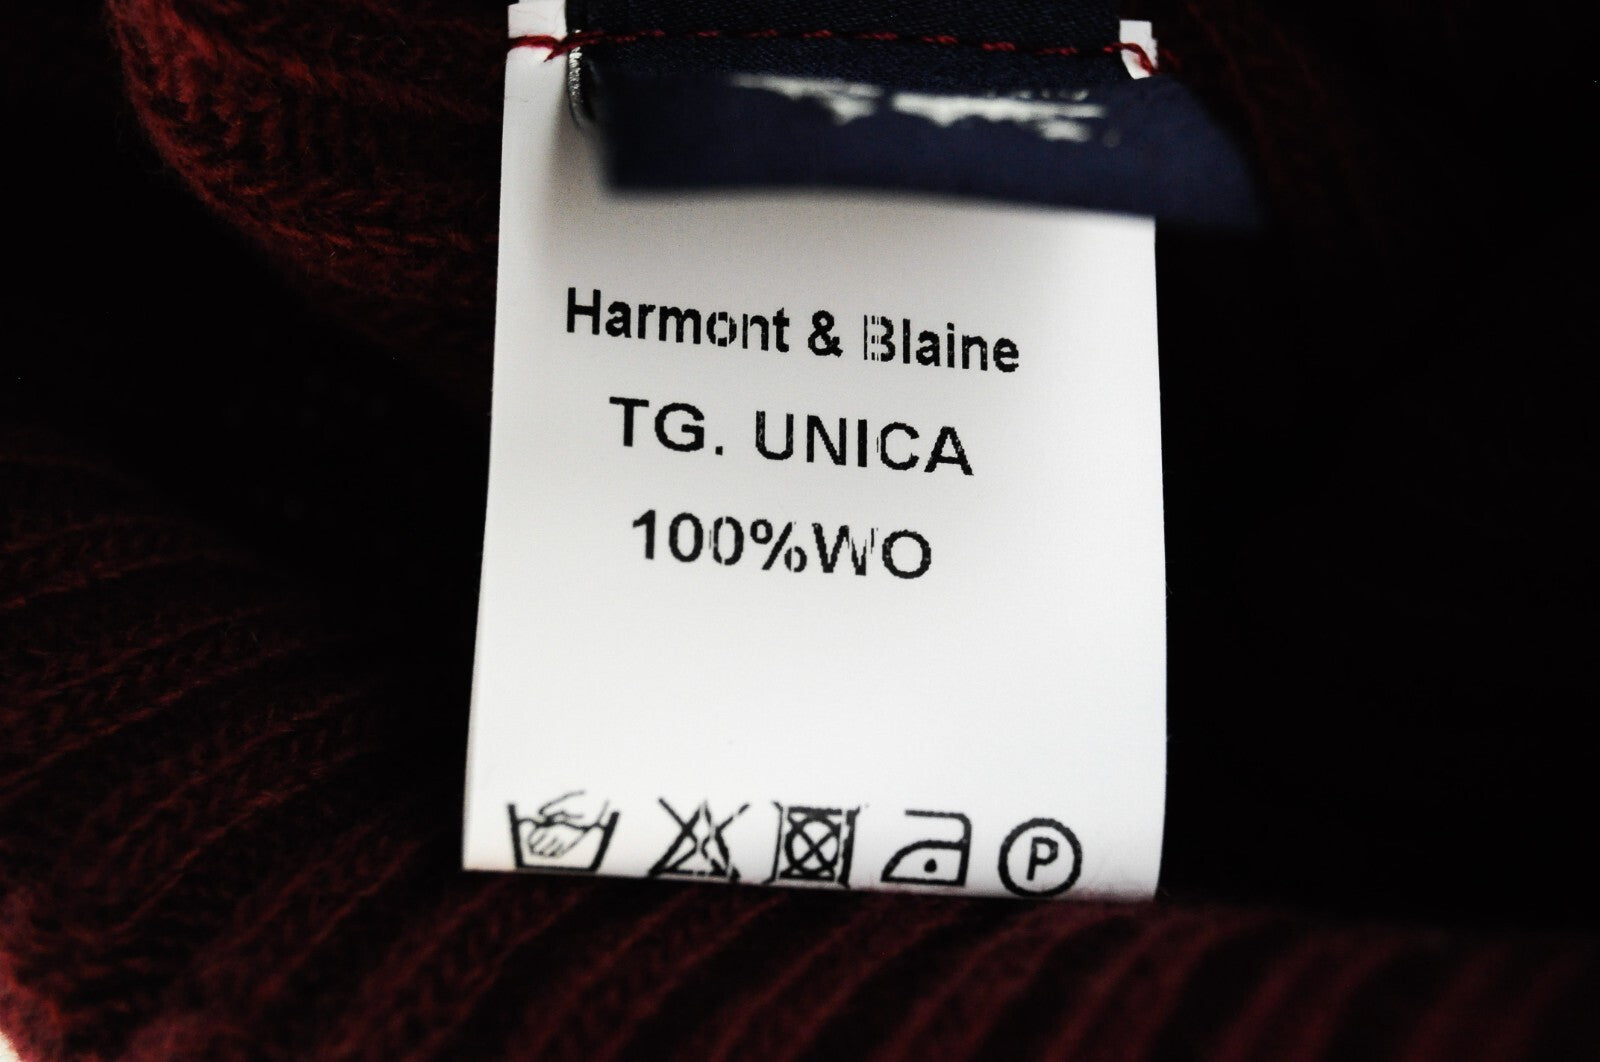 Harmont & Blaine
TG. UNICA
100%WO
P